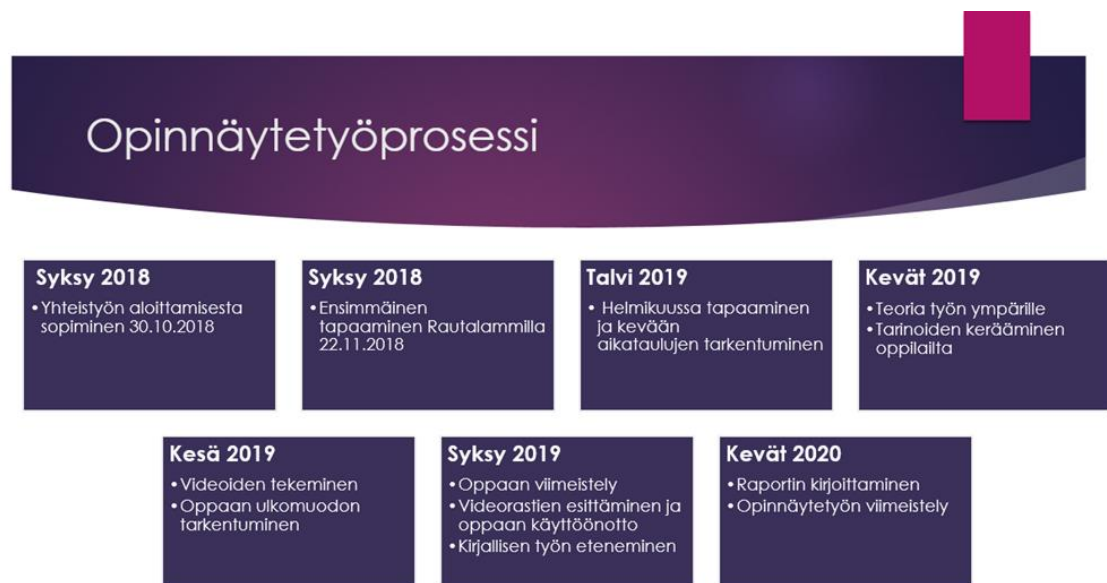 Opinnäytetyöprosessi
Syksy 2018
• Yhteistyön aloittamisesta
sopiminen 30.10.2018
Syksy 2018
• Ensimmäinen
tapaaminen Rautalammilla
22.11.2018
Talvi 2019
• Helmikuussa tapaaminen
ja kevään
aikataulujen tarkentuminen
Kevät 2019
• Teoria työn ympärille
• Tarinoiden kerääminen
oppilailta
Kesä 2019
• Videoiden tekeminen
• Oppaan ulkomuodon
tarkentuminen
Syksy 2019
• Oppaan viimeistely
• Videorastien esittäminen ja
oppaan käyttöönotto
• Kirjallisen työn eteneminen
Kevät 2020
• Raportin kirjoittaminen
• Opinnäytetyön viimeistely